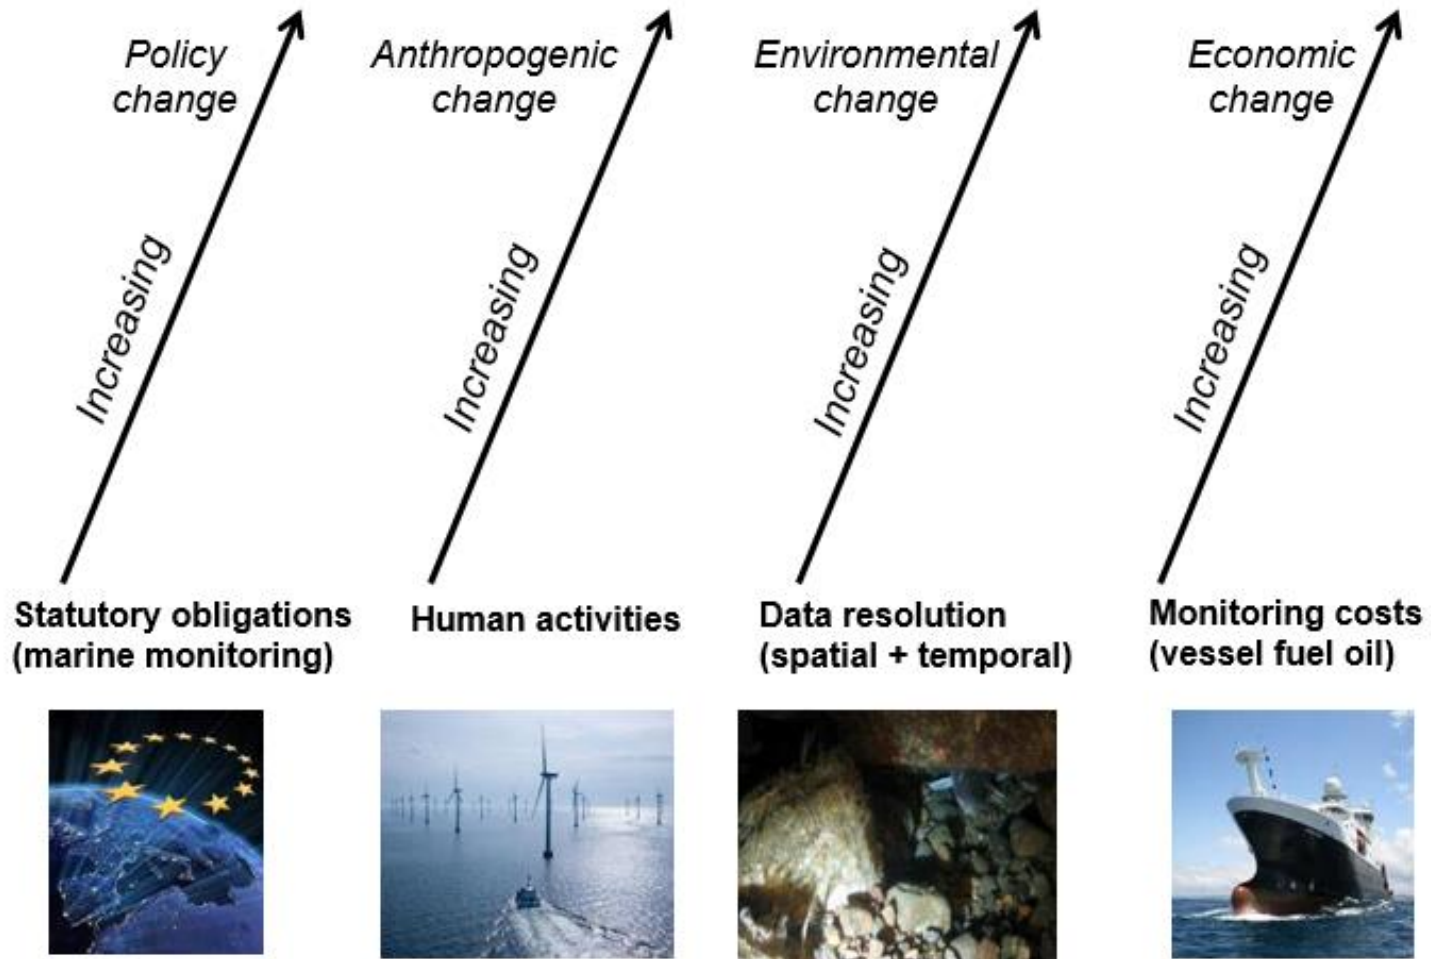 Policy
change
Anthropogenic
change
Environmental
change
Economic
change
Increasing
Increasing
Increasing
Increasing
Statutory obligations
(marine monitoring)
Human activities
Data resolution
(spatial + temporal)
Monitoring costs
(vessel fuel oil)